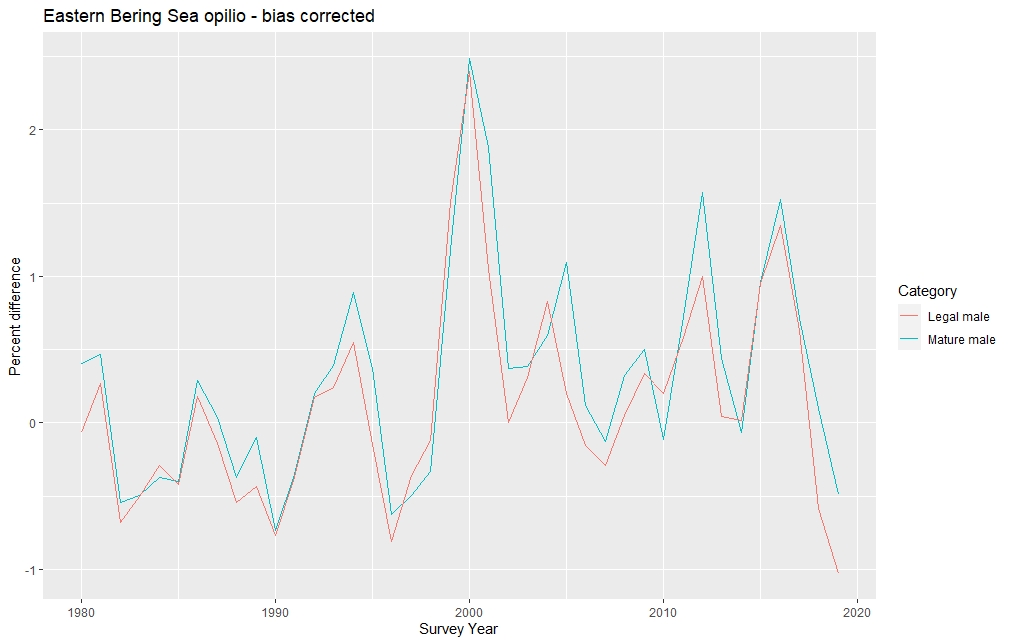 Eastern Bering Sea opilio - bias corrected
Percent difference
2
1
0
-1
1980
1990
2000
2010
2020
Survey Year
Category
Legal male
Mature male